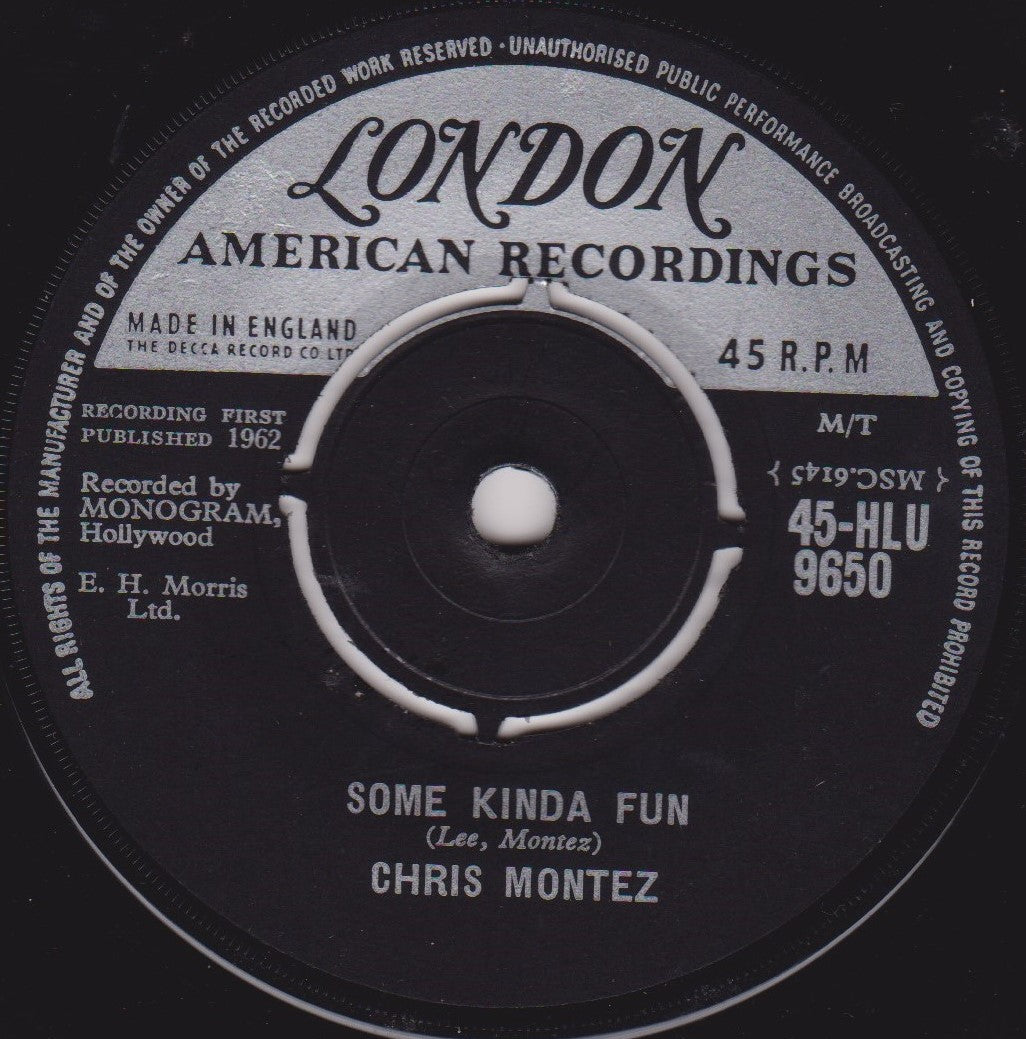 ALL RIGHTS OF THE MANUFACTURER AND OF THE OWNER OF THE RECORDED WORK RESERVED · UNAUTHORISED PUBLIC PERFORMANCE BROADCASTING AND COPYING OF THIS RECORD PROHIBITED
LONDON
AMERICAN RECORDINGS
MADE IN ENGLAND
THE DECCA RECORD CO LTD
45 R.P.M
RECORDING FIRST
PUBLISHED 1962
Recorded by
MONOGRAM,
Hollywood
E. H. Morris
Ltd.
M/T
{ MSC.6145 }
45-HLU
9650
SOME KINDA FUN
(Lee, Montez)
CHRIS MONTEZ